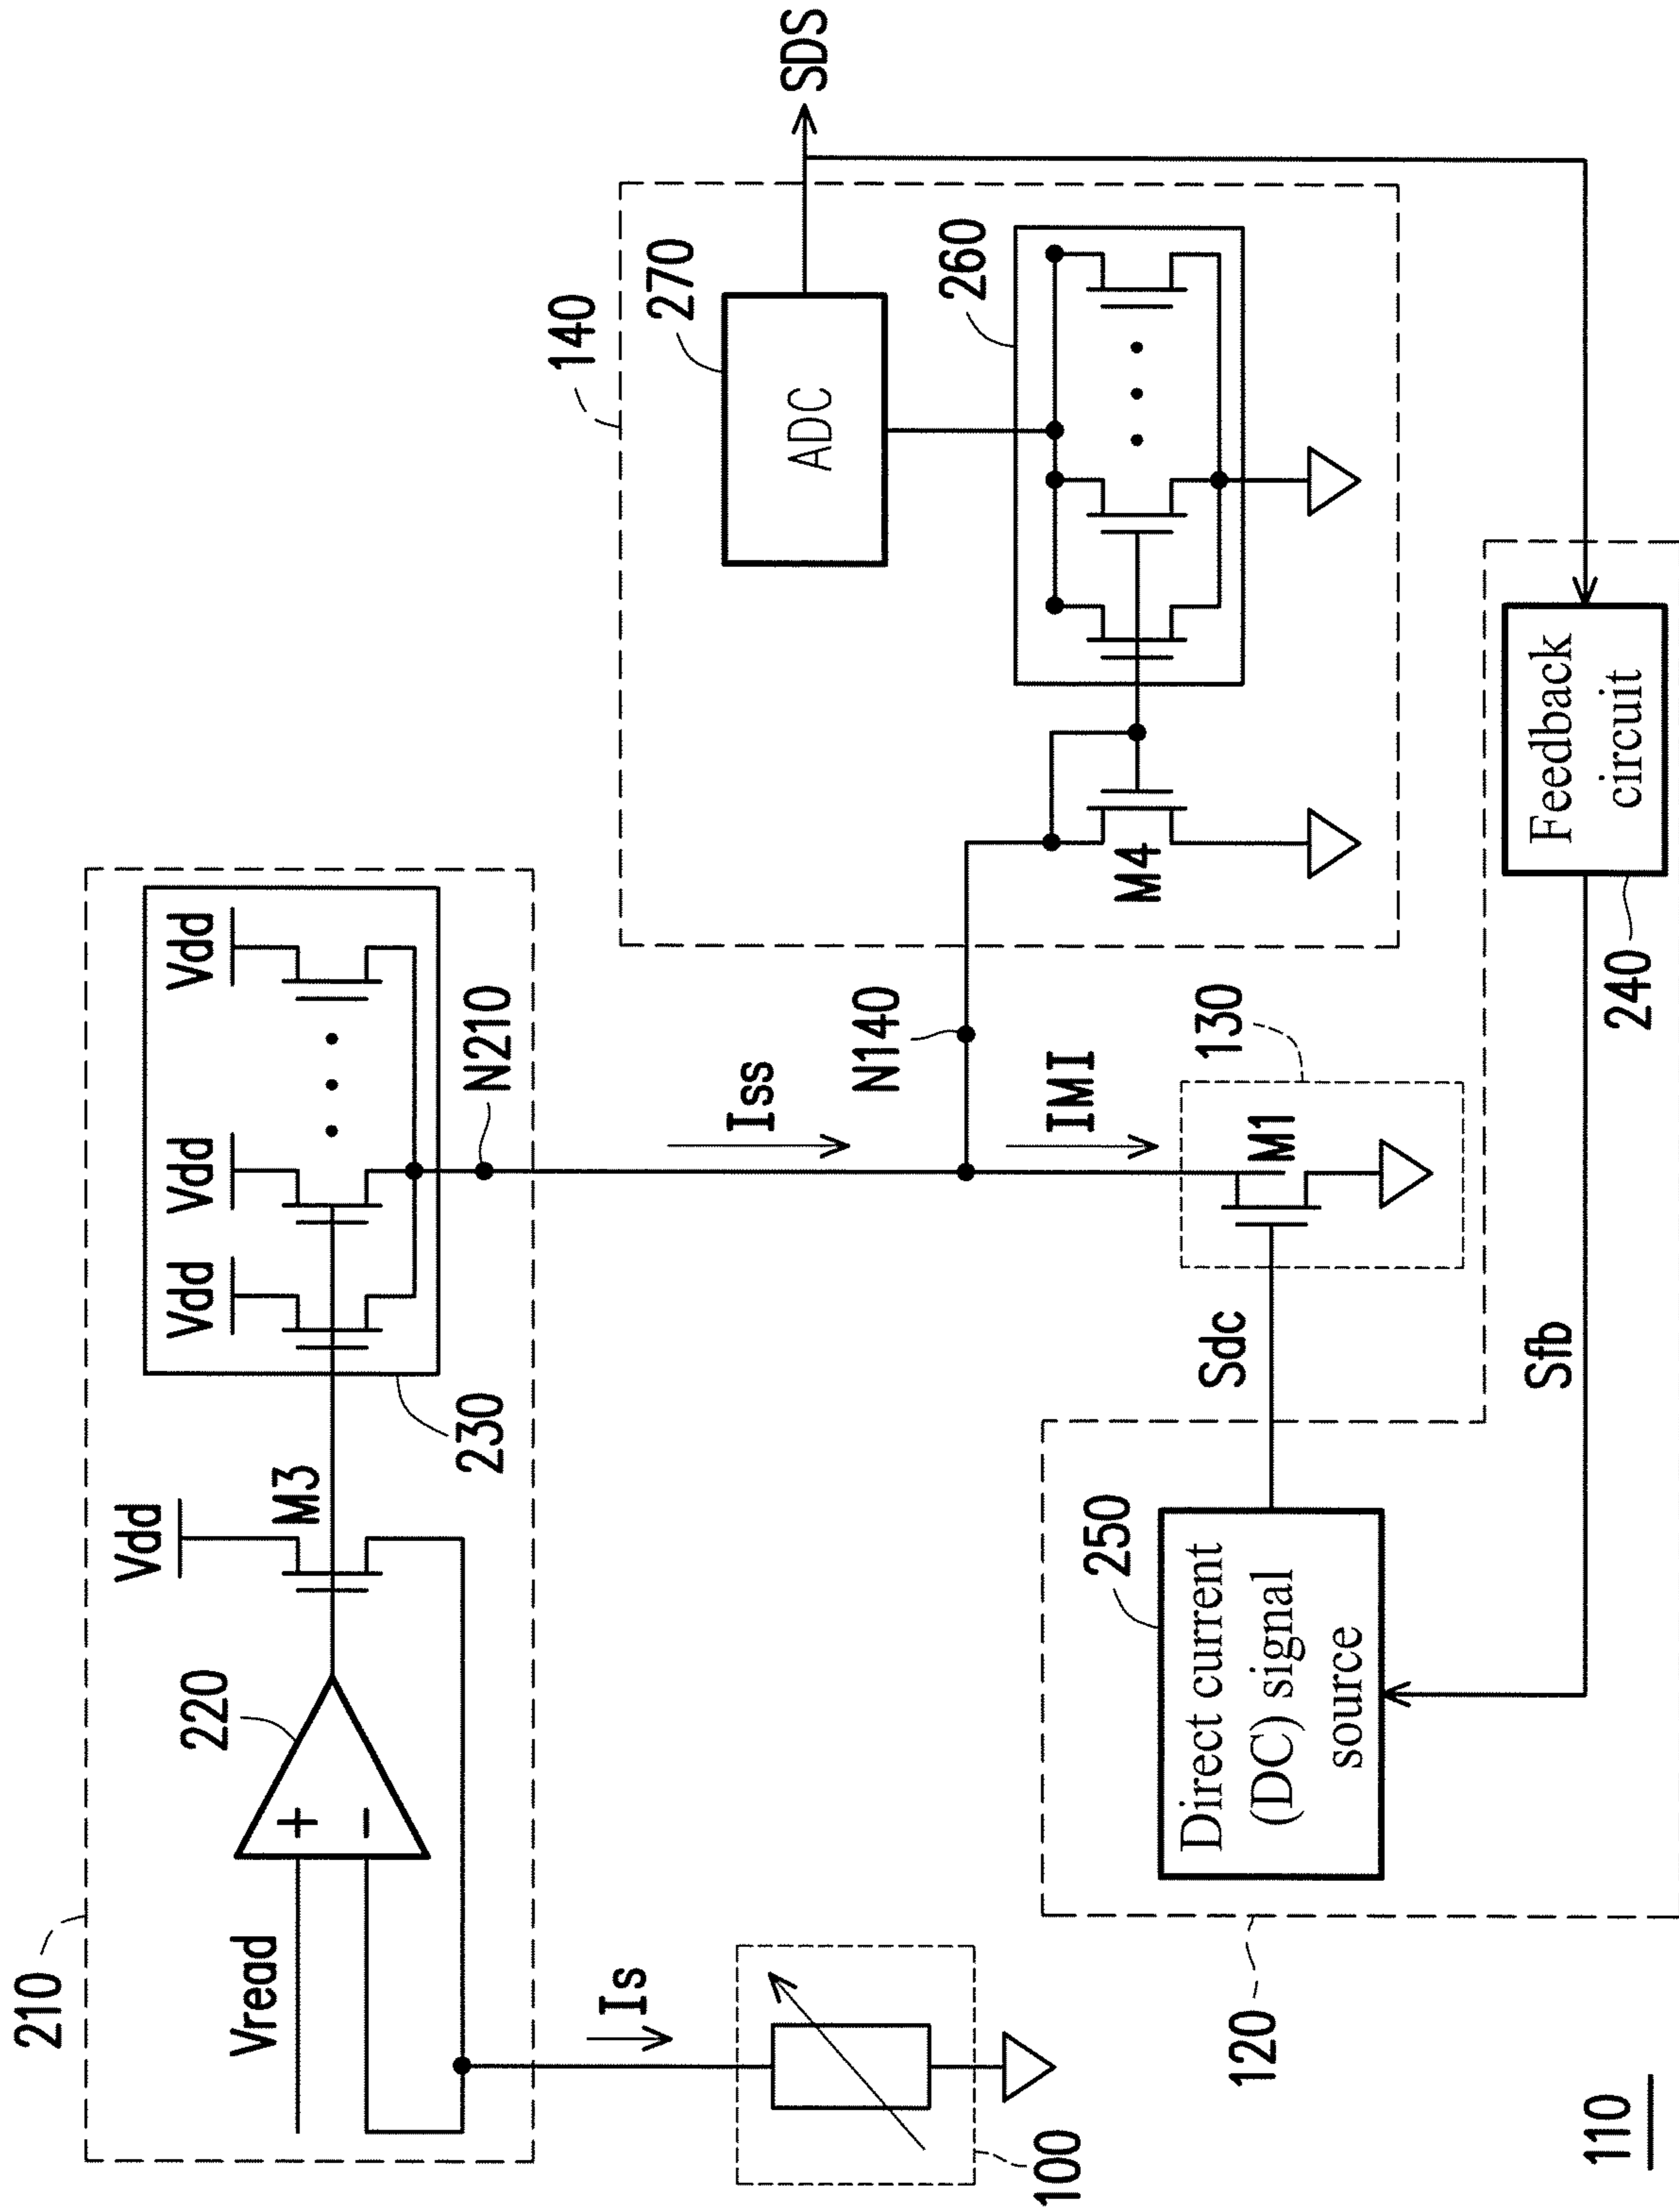 210
Vread
+
-
220
Vdd
M3
230
Vdd
Vdd
Vdd
N210
Is
100
Iss
N140
IMI
130
M1
140
270
ADC
SDS
260
M4
250
Direct current
(DC) signal
source
Sdc
120
Sfb
240
Feedback
circuit
110